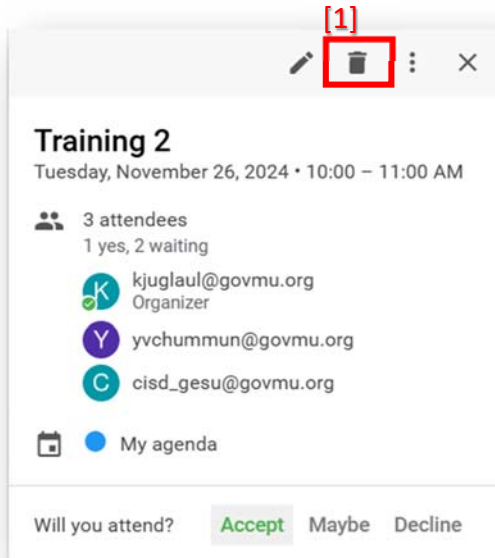 [1]
Training 2
Tuesday, November 26, 2024 • 10:00 – 11:00 AM
3 attendees
1 yes, 2 waiting
K
kjuglaul@govmu.org
Organizer
Y
yvchummun@govmu.org
C
cisd_gesu@govmu.org
My agenda
Will you attend? Accept Maybe Decline